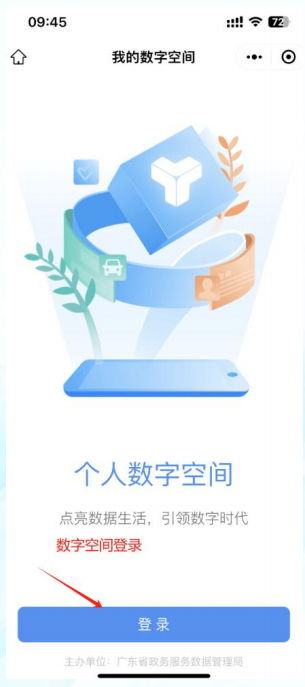 09:45
72
我的数字空间
个人数字空间
点亮数据生活，引领数字时代
数字空间登录
登录
主办单位：广东省政务服务数据管理局